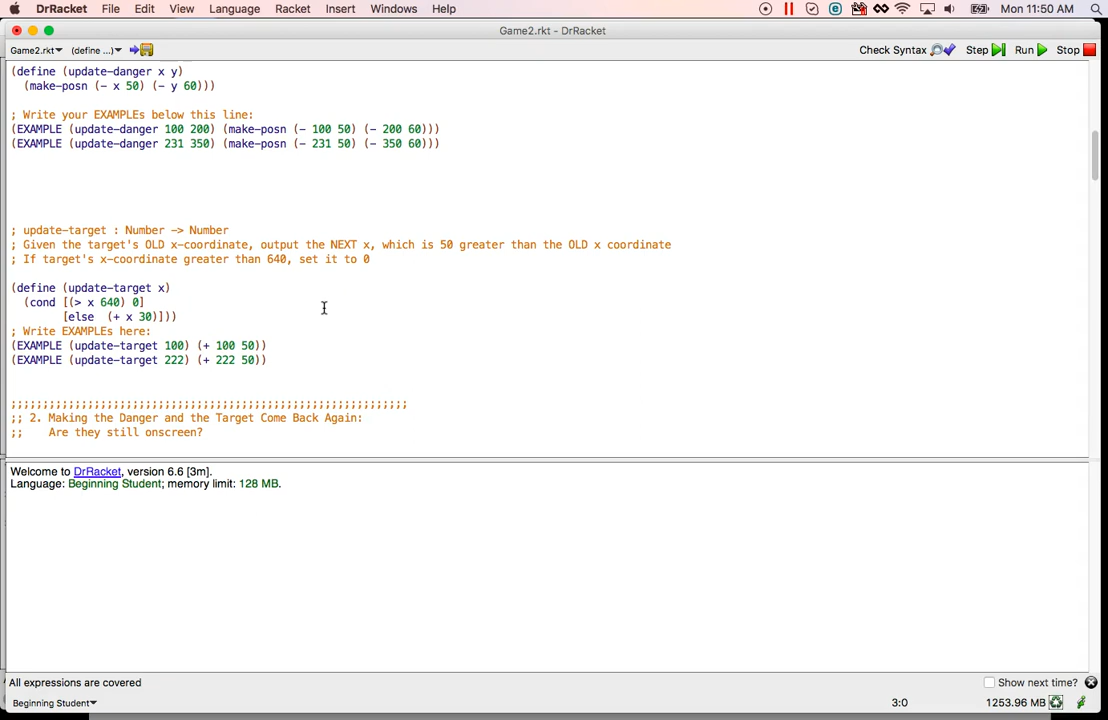 DrRacket File Edit View Language Racket Insert Windows Help Mon 11:50 AM
Game2.rkt - DrRacket
Game2.rkt▾ (define ...)▾ Check Syntax Step Run Stop
(define (update-danger x y)
  (make-posn (- x 50) (- y 60)))
; Write your EXAMPLEs below this line:
(EXAMPLE (update-danger 100 200) (make-posn (- 100 50) (- 200 60)))
(EXAMPLE (update-danger 231 350) (make-posn (- 231 50) (- 350 60)))
; update-target : Number -> Number
; Given the target's OLD x-coordinate, output the NEXT x, which is 50 greater than the OLD x coordinate
; If target's x-coordinate greater than 640, set it to 0
(define (update-target x)
  (cond [(> x 640) 0]
        [else  (+ x 30)]))
; Write EXAMPLEs here:
(EXAMPLE (update-target 100) (+ 100 50))
(EXAMPLE (update-target 222) (+ 222 50))
;;;;;;;;;;;;;;;;;;;;;;;;;;;;;;;;;;;;;;;;;;;;;;;;;;;;;;;;;;;;;
;; 2. Making the Danger and the Target Come Back Again:
;;    Are they still onscreen?
Welcome to DrRacket, version 6.6 [3m].
Language: Beginning Student; memory limit: 128 MB.
All expressions are covered Show next time?
Beginning Student▾ 3:0 1253.96 MB